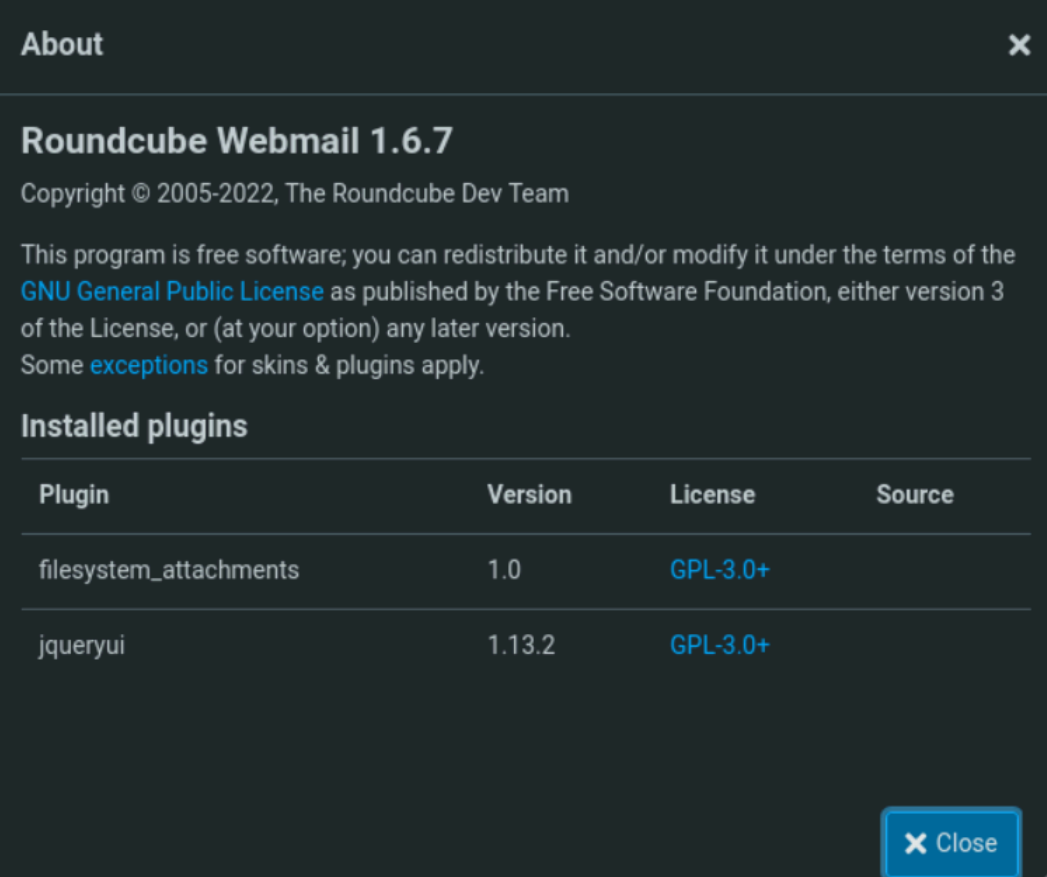 About
Roundcube Webmail 1.6.7
Copyright © 2005-2022, The Roundcube Dev Team
This program is free software; you can redistribute it and/or modify it under the terms of the
GNU General Public License as published by the Free Software Foundation, either version 3
of the License, or (at your option) any later version.
Some exceptions for skins & plugins apply.
Installed plugins
Plugin Version License Source
filesystem_attachments 1.0 GPL-3.0+
jqueryui 1.13.2 GPL-3.0+
Close